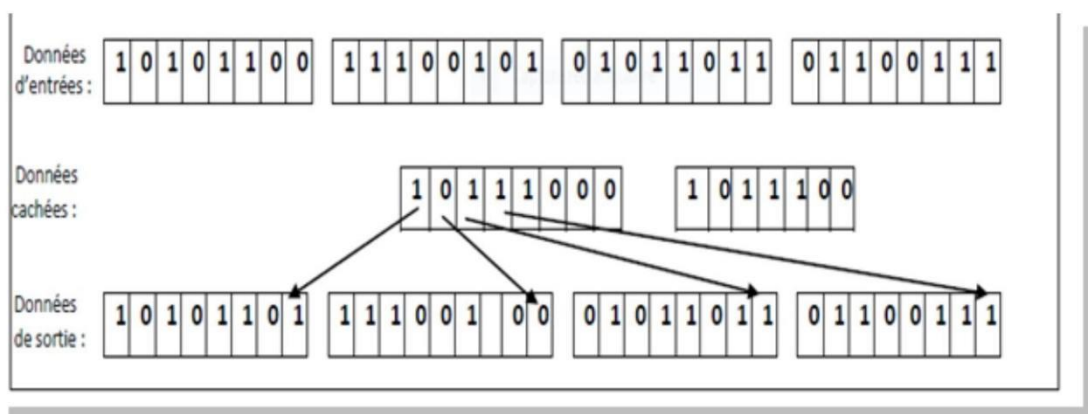 Données
d'entrées :
1 0 1 0 1 1 0 0 1 1 1 0 0 1 0 1 0 1 0 1 1 0 1 1 0 1 1 0 0 1 1 1
Données
cachées :
1 0 1 1 1 0 0 0 1 0 1 1 1 0 0
Données
de sortie :
1 0 1 0 1 1 0 1 1 1 1 0 0 1 0 0 0 1 0 1 1 0 1 1 0 1 1 0 0 1 1 1